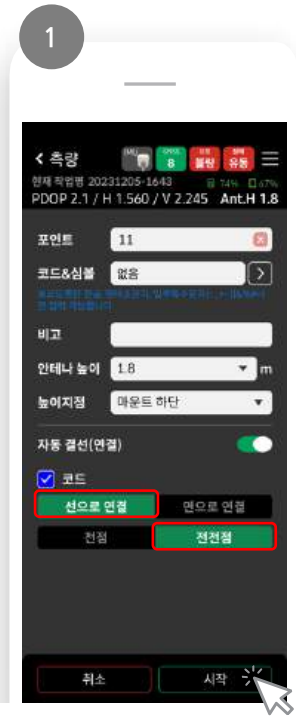 1
측량
8
불량
유동
현재 작업명 20231205-1643
74%
67%
PDOP 2.1 / H 1.560 / V 2.245 Ant.H 1.8
포인트 11
코드&심볼 없음
비고
안테나 높이 1.8 m
높이지점 마운트 하단
자동 결선(연결)
코드
선으로 연결 면으로 연결
전점 전전점
취소 시작